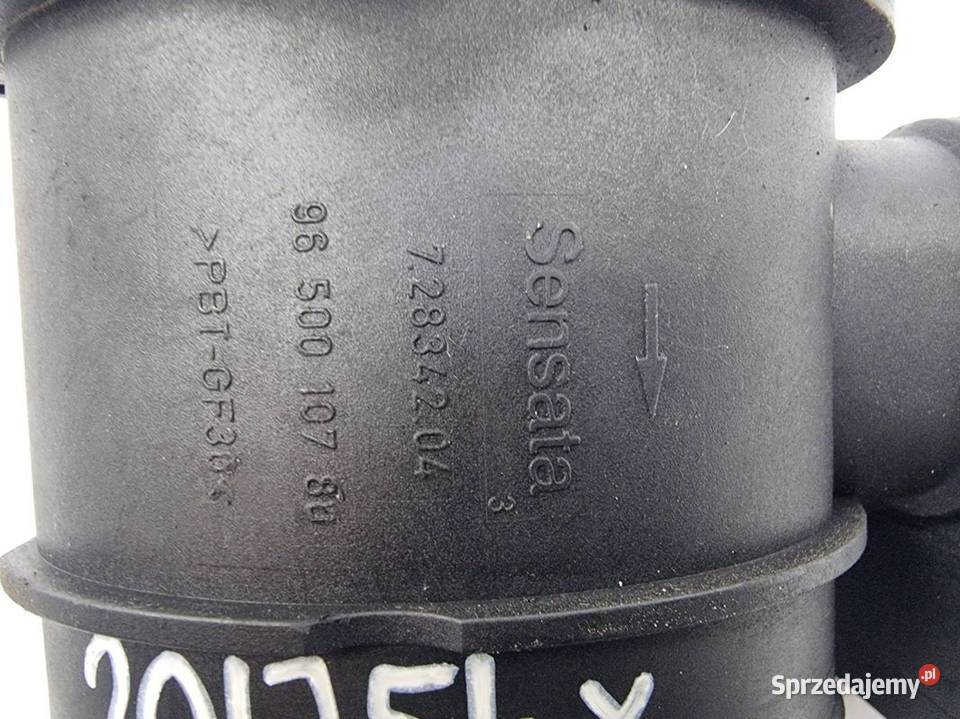 Sensata
3
7.28342.04
96 500 107 80
>PBT-GF30<
Sprzedajemy.pl